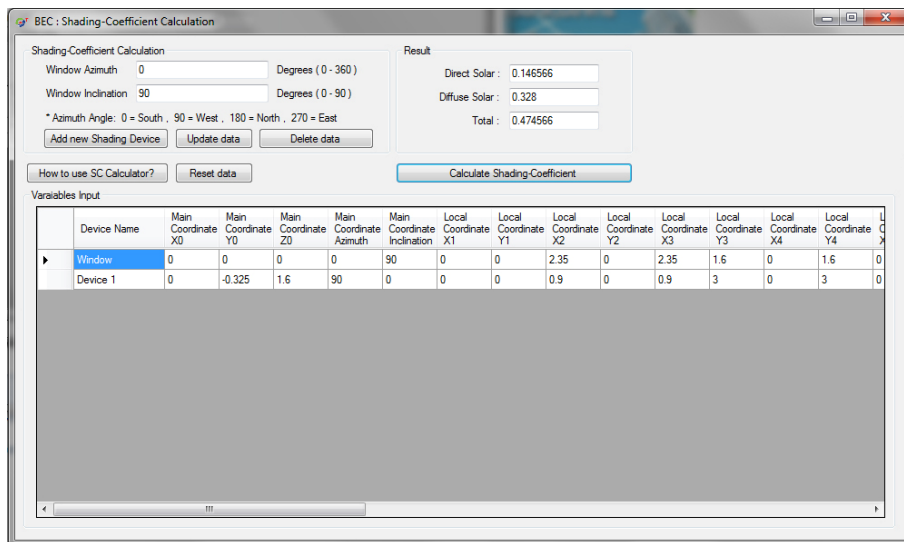 BEC : Shading-Coefficient Calculation
Shading-Coefficient Calculation
Window Azimuth 0 Degrees ( 0 - 360 )
Window Inclination 90 Degrees ( 0 - 90 )
* Azimuth Angle: 0 = South , 90 = West , 180 = North , 270 = East
Add new Shading Device Update data Delete data
Result
Direct Solar : 0.146566
Diffuse Solar : 0.328
Total : 0.474566
How to use SC Calculator? Reset data Calculate Shading-Coefficient
Varaiables Input
Device Name Main Coordinate X0 Main Coordinate Y0 Main Coordinate Z0 Main Coordinate Azimuth Main Coordinate Inclination Local Coordinate X1 Local Coordinate Y1 Local Coordinate X2 Local Coordinate Y2 Local Coordinate X3 Local Coordinate Y3 Local Coordinate X4 Local Coordinate Y4
Window 0 0 0 0 90 0 0 2.35 0 2.35 1.6 0 1.6 0
Device 1 0 -0.325 1.6 90 0 0 0 0.9 0 0.9 3 0 3 0